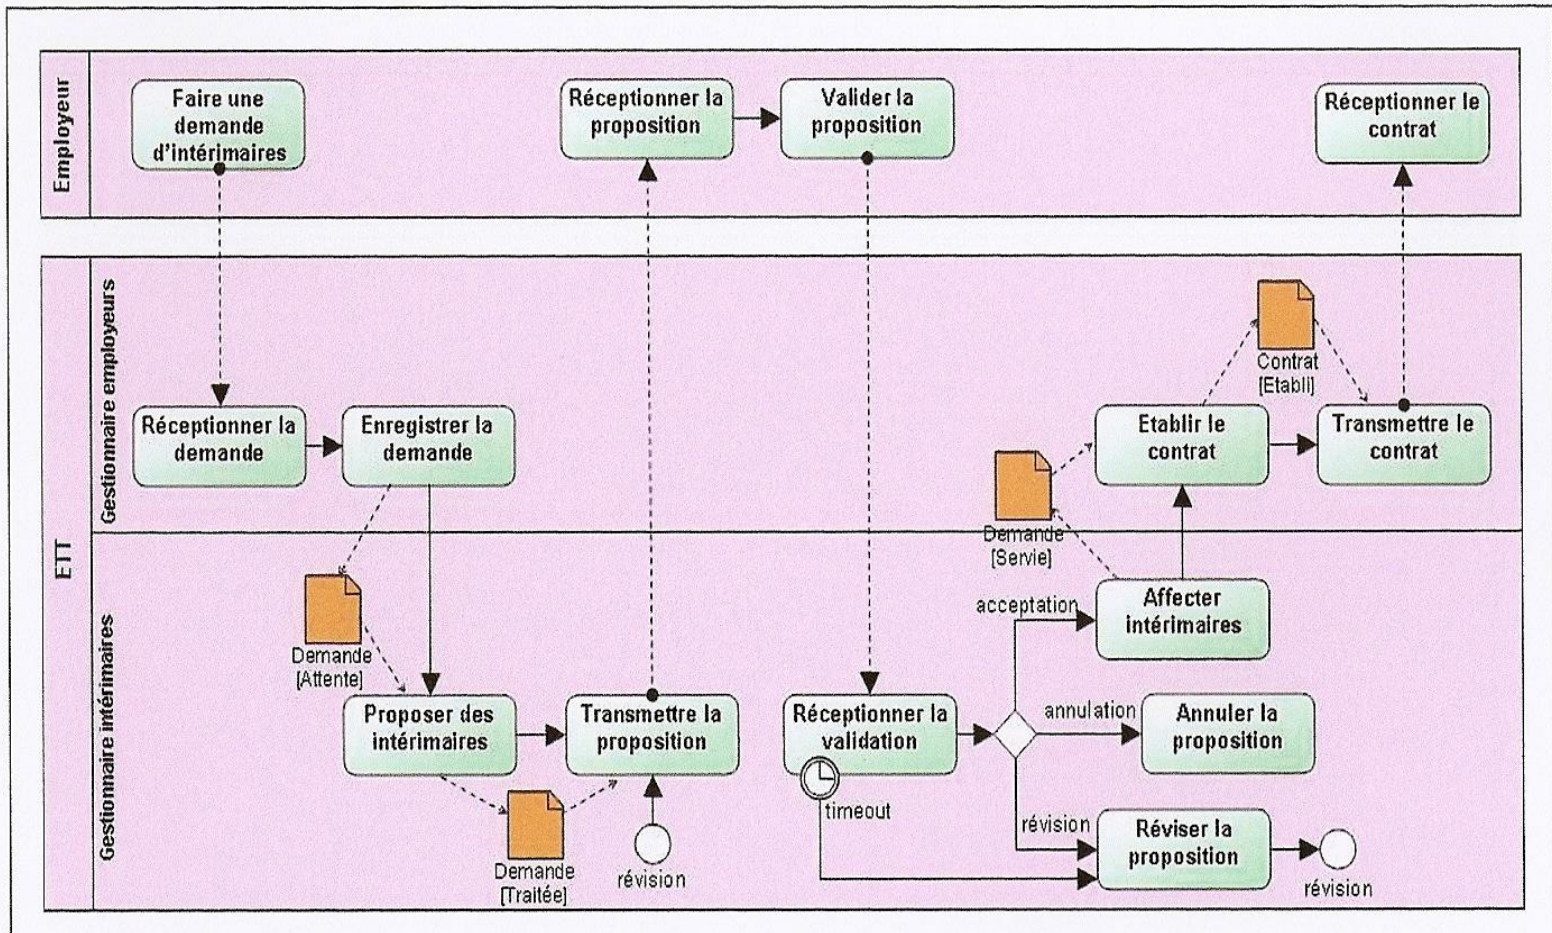 Employeur
Faire une
demande
d'intérimaires
Réceptionner la
proposition
Valider la
proposition
Réceptionner le
contrat
ETT
Gestionnaire employeurs
Réceptionner la
demande
Enregistrer la
demande
Contrat
[Etabli]
Etablir le
contrat
Transmettre le
contrat
Demande
[Servie]
Gestionnaire intérimaires
Demande
[Attente]
Proposer des
intérimaires
Transmettre la
proposition
Demande
[Traitée]
révision
Réceptionner la
validation
timeout
acceptation
Affecter
intérimaires
annulation
Annuler la
proposition
révision
Réviser la
proposition
révision